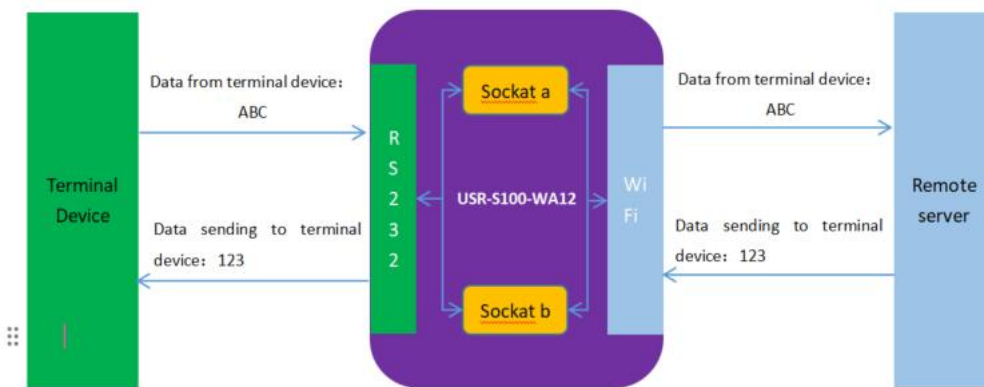 Terminal
Device
Data from terminal device：
ABC
Data sending to terminal
device：123
R
S
2
3
2
Sockat a
USR-S100-WA12
Sockat b
Wi
Fi
Data from terminal device：
ABC
Data sending to terminal
device：123
Remote
server